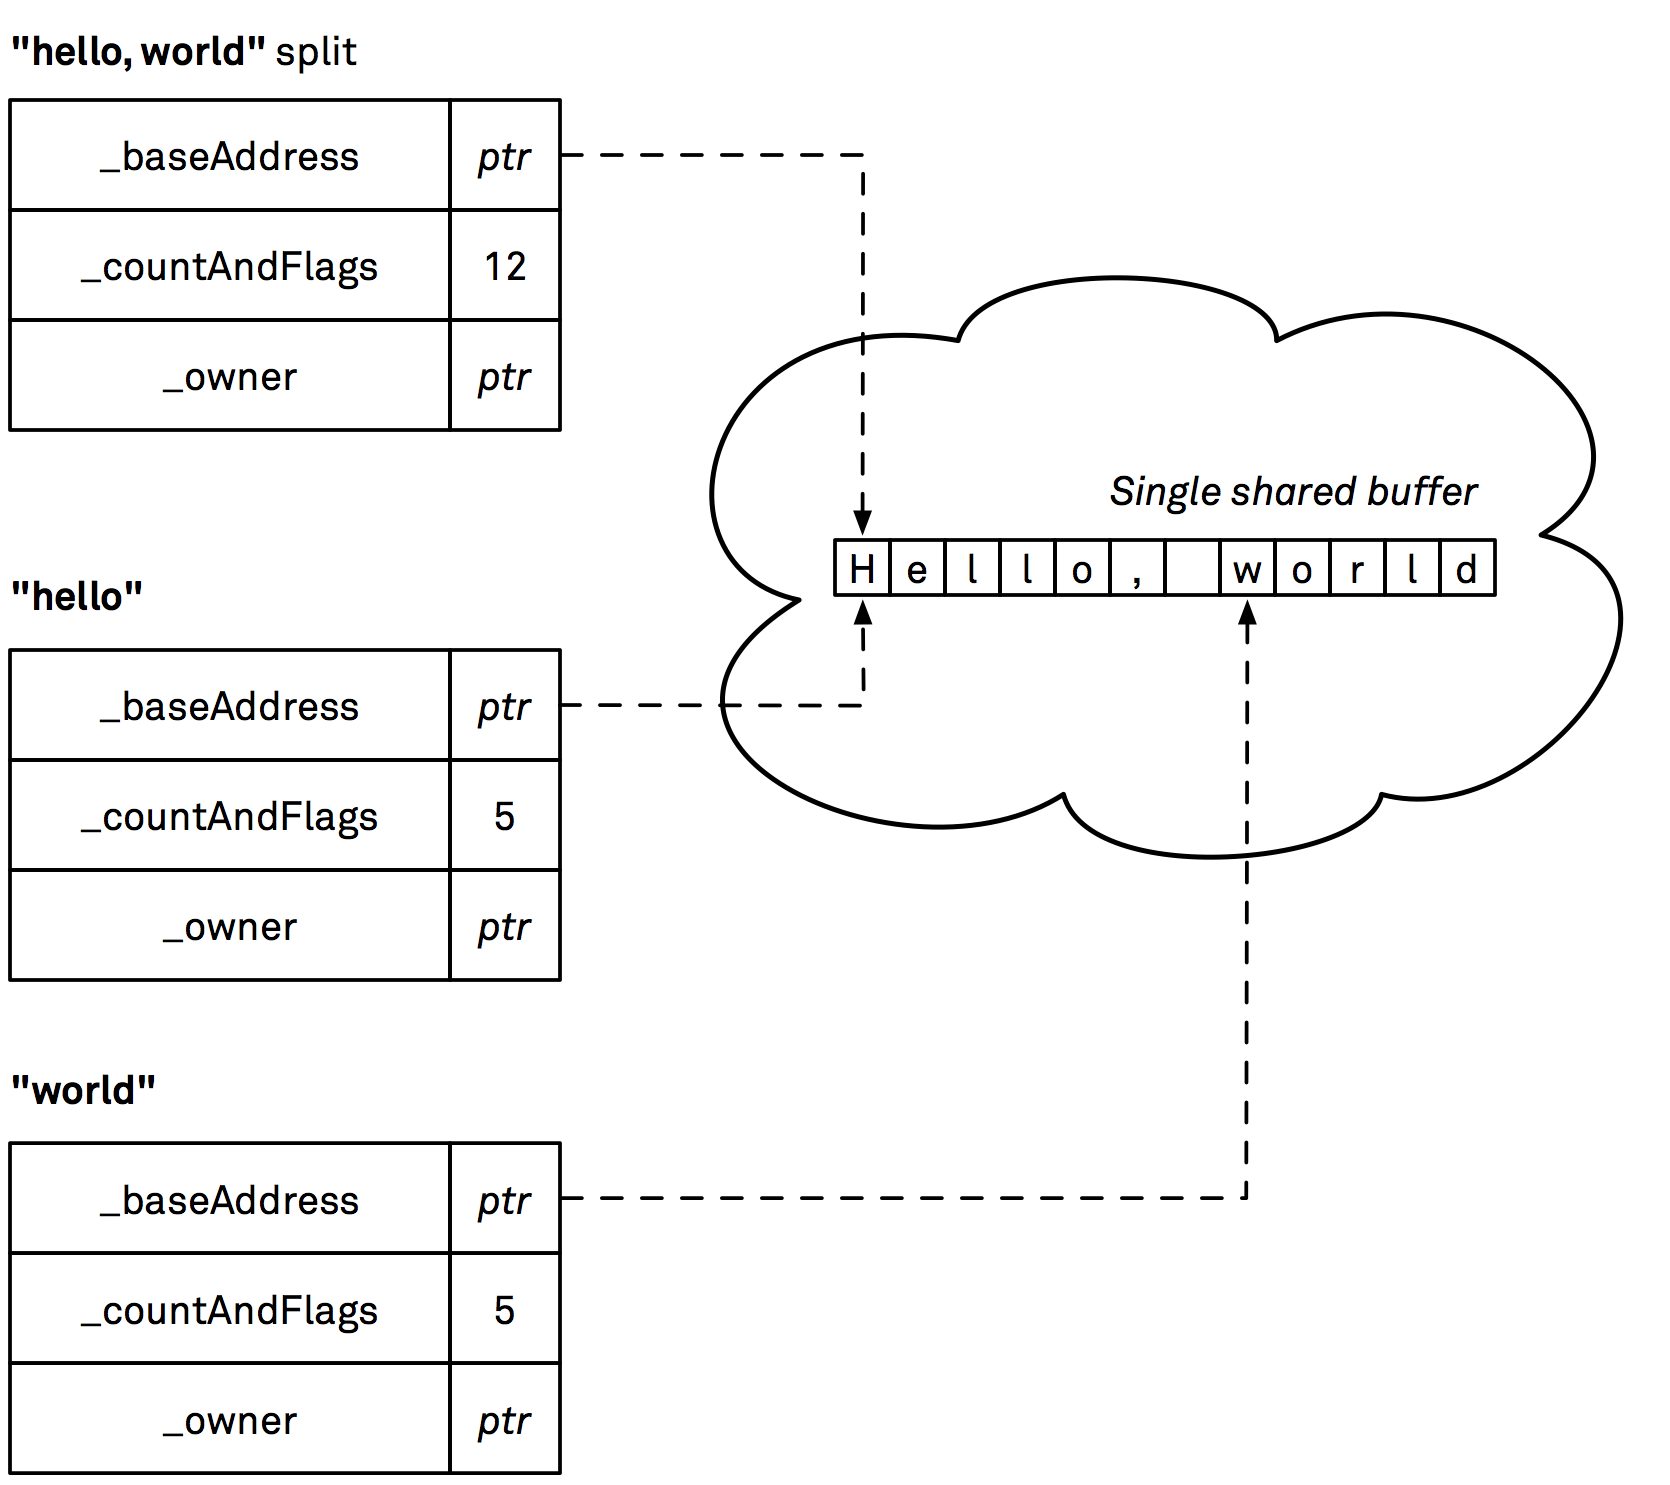 "hello, world" split
_baseAddress ptr
_countAndFlags 12
_owner ptr
Single shared buffer
H e l l o , w o r l d
"hello"
_baseAddress ptr
_countAndFlags 5
_owner ptr
"world"
_baseAddress ptr
_countAndFlags 5
_owner ptr